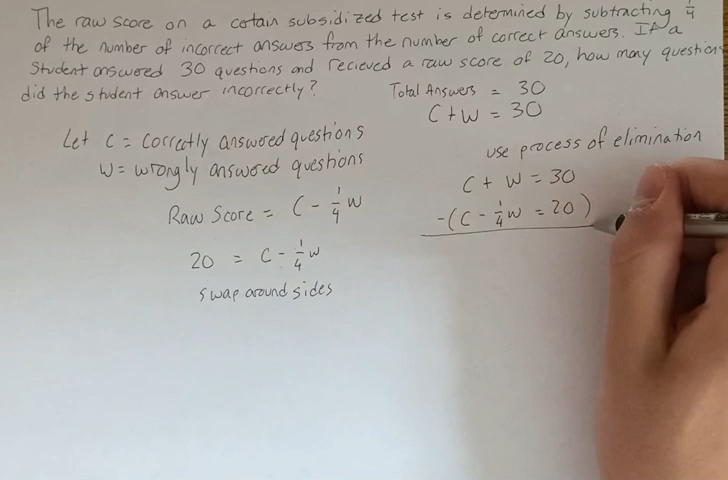 The raw score on a cotain subsidized test is determined by subtracting 1/4
of the number of incorrect answers from the number of correct answers. If a
student answered 30 questions and recieved a raw score of 20, how many questions
did the student answer incorrectly?
Total Answers = 30
C + W = 30
Let C = Correctly answered questions
W = wrongly answered questions
Raw Score = C - 1/4 W
20 = C - 1/4 W
swap around sides
use process of elimination
C + W = 30
-(C - 1/4 W = 20)